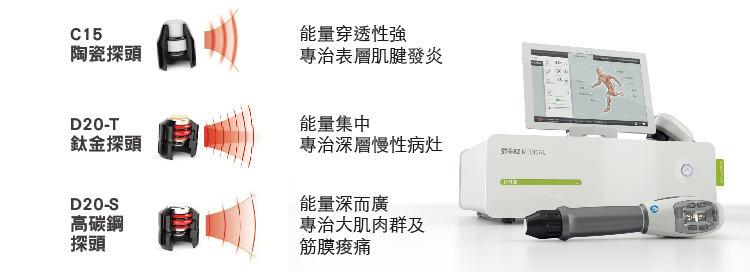 C15
陶瓷探頭
能量穿透性強
專治表層肌腱發炎
D20-T
鈦金探頭
能量集中
專治深層慢性病灶
D20-S
高碳鋼
探頭
能量深而廣
專治大肌肉群及
筋膜痠痛
STORZ MEDICAL